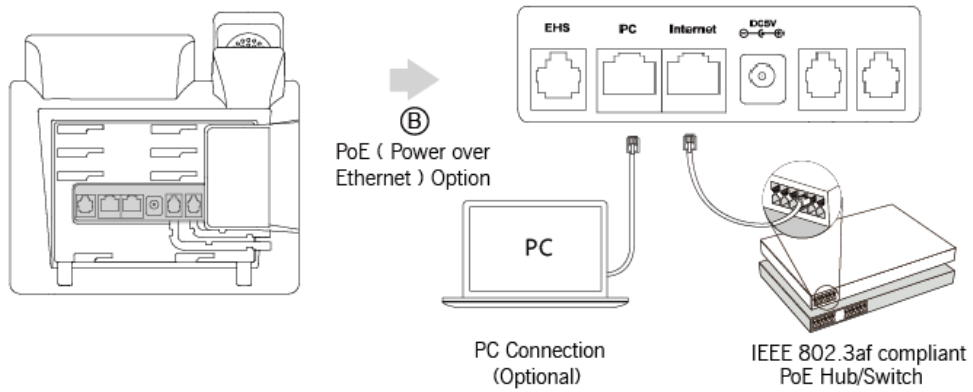 EHS PC Internet DC5V
B
PoE ( Power over
Ethernet ) Option
PC
PC Connection
(Optional)
IEEE 802.3af compliant
PoE Hub/Switch